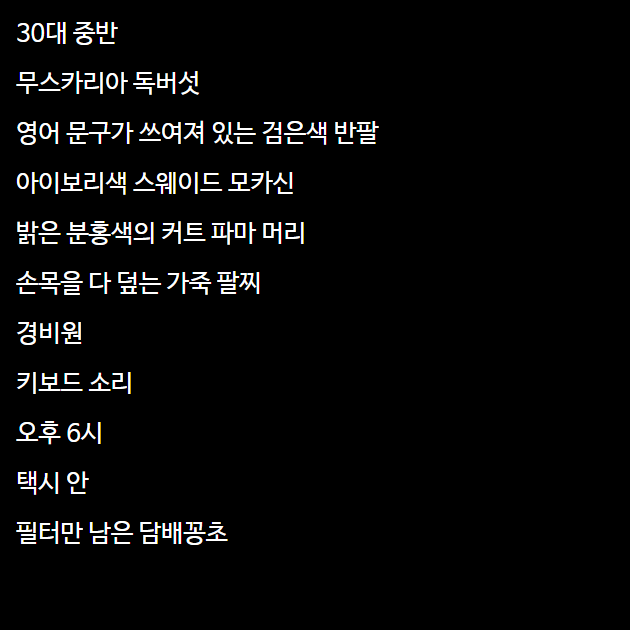 30대 중반
무스카리아 독버섯
영어 문구가 쓰여져 있는 검은색 반팔
아이보리색 스웨이드 모카신
밝은 분홍색의 커트 파마 머리
손목을 다 덮는 가죽 팔찌
경비원
키보드 소리
오후 6시
택시 안
필터만 남은 담배꽁초